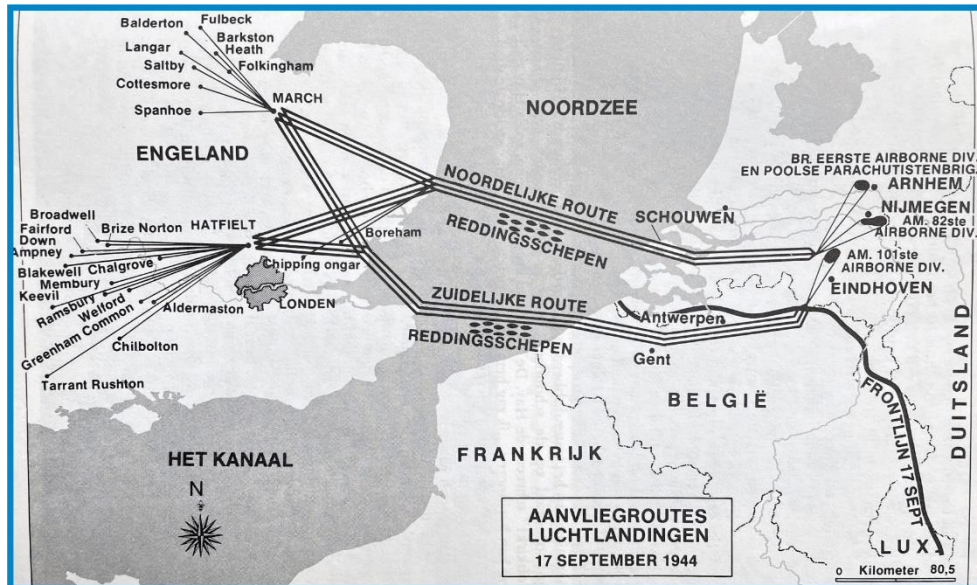 Balderton
Fulbeck
Langar
Barkston
Heath
Saltby
Folkingham
Cottesmore
MARCH
Spanhoe
NOORDZEE
ENGELAND
BR. EERSTE AIRBORNE DIV.
EN POOLSE PARACHUTISTENBRIGA
ARNHEM
NOORDELIJKE ROUTE
REDDINGSSCHEPEN
SCHOUWEN
NIJMEGEN
AM. 82ste
AIRBORNE DIV.
AM. 101ste
AIRBORNE DIV.
EINDHOVEN
Broadwell
Fairford
Down
Ampney
Brize Norton
HATFIELT
Boreham
Blakewell
Chalgrove
Chipping ongar
Membury
Keevil
Ramsbury
Welford
LONDEN
Aldermaston
Greenham Common
Chilbolton
Tarrant Rushton
ZUIDELIJKE ROUTE
REDDINGSSCHEPEN
Antwerpen
Gent
BELGIË
FRANKRIJK
DUITSLAND
FRONTLIJN 17 SEPT
LUX
HET KANAAL
N
AANVLIEGROUTES
LUCHTLANDINGEN
17 SEPTEMBER 1944
0 Kilometer 80,5